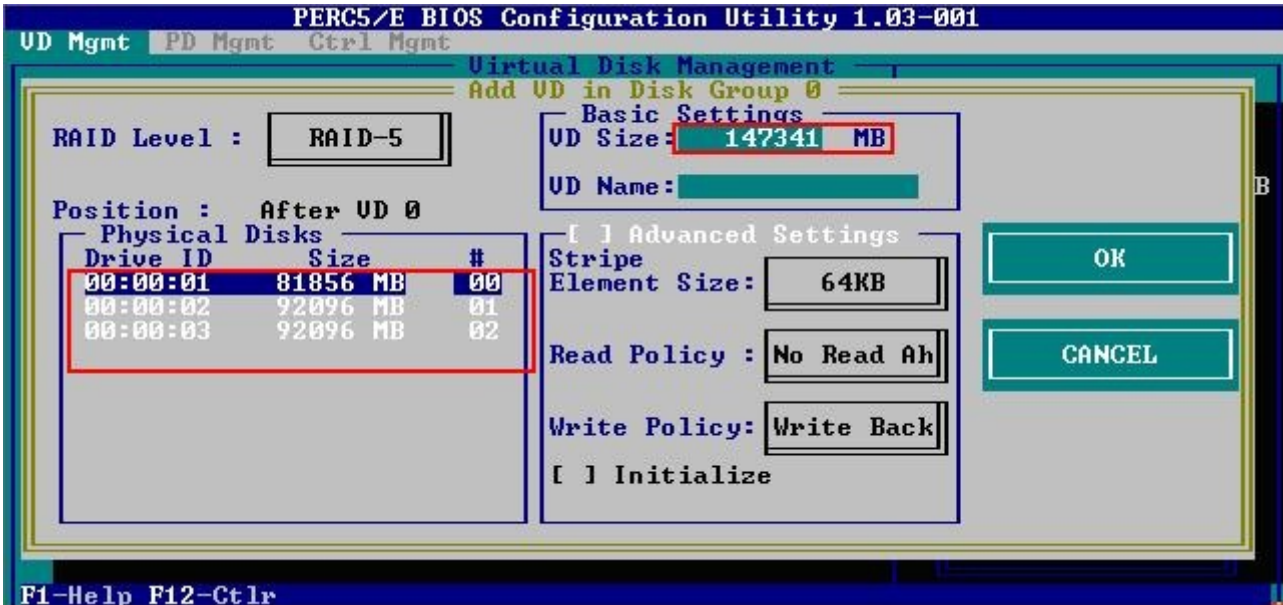 PERC5/E BIOS Configuration Utility 1.03-001
VD Mgmt PD Mgmt Ctrl Mgmt
Virtual Disk Management
Add VD in Disk Group 0
RAID Level : RAID-5
Basic Settings
VD Size: 147341 MB
VD Name:
B
Position : After VD 0
Physical Disks
Drive ID Size #
00:00:01 81856 MB 00
00:00:02 92096 MB 01
00:00:03 92096 MB 02
[ ] Advanced Settings
Stripe
Element Size: 64KB
Read Policy : No Read Ah
Write Policy: Write Back
[ ] Initialize
OK
CANCEL
F1-Help F12-Ctlr